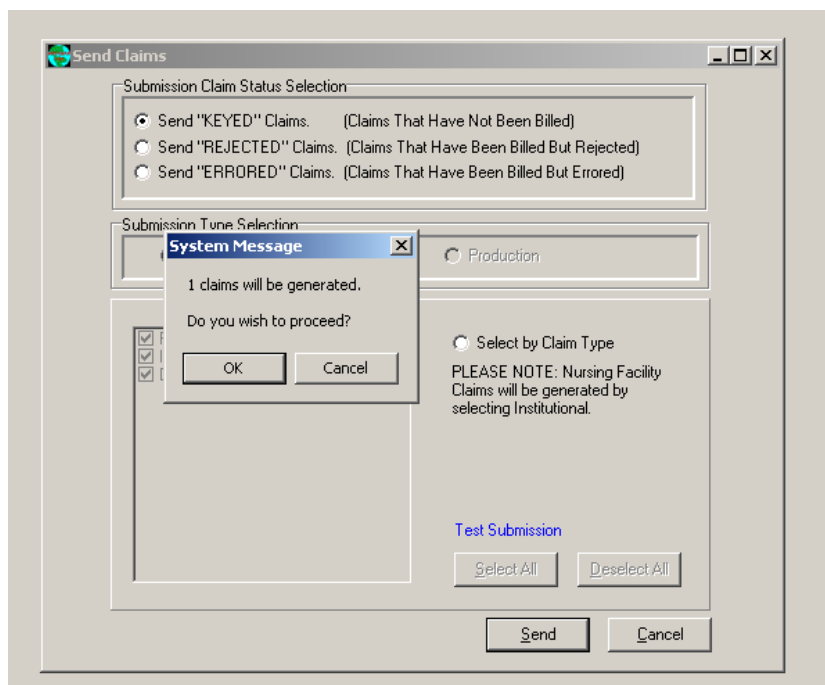 Send Claims
Submission Claim Status Selection
Send "KEYED" Claims. (Claims That Have Not Been Billed)
Send "REJECTED" Claims. (Claims That Have Been Billed But Rejected)
Send "ERRORED" Claims. (Claims That Have Been Billed But Errored)
Submission Type Selection
System Message
Production
1 claims will be generated.
Do you wish to proceed?
OK Cancel
Select by Claim Type
PLEASE NOTE: Nursing Facility
Claims will be generated by
selecting Institutional.
Test Submission
Select All Deselect All
Send Cancel